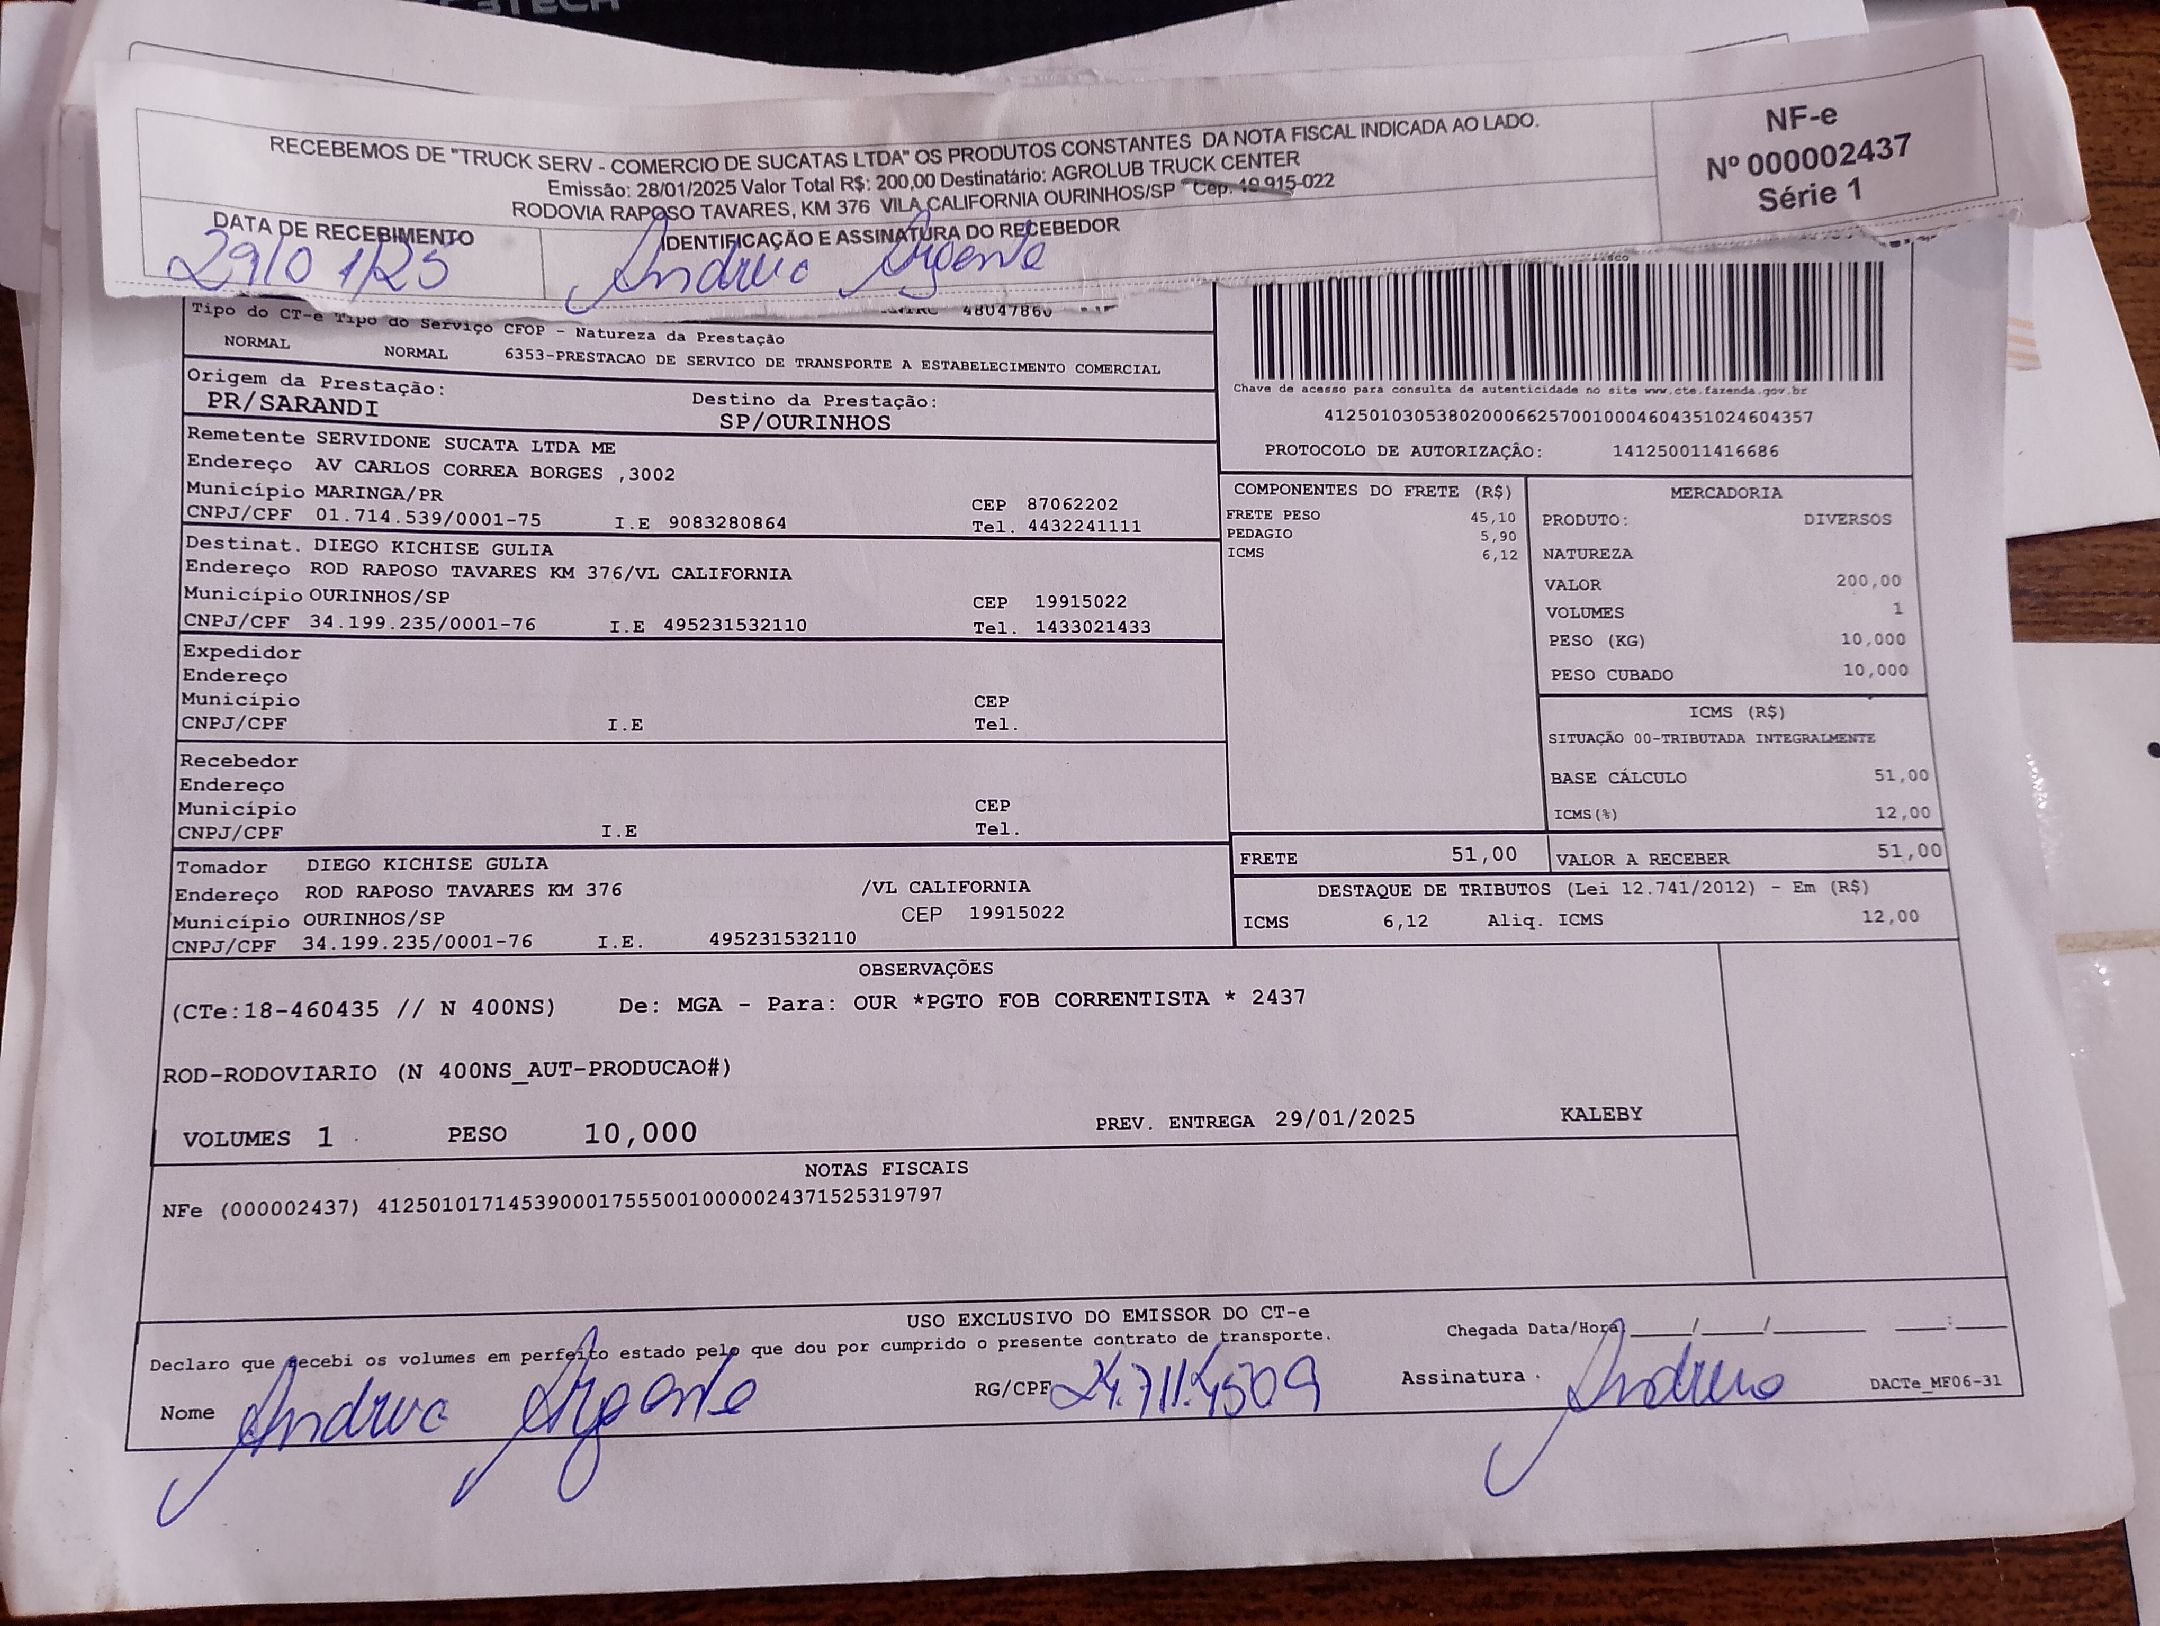 RECEBEMOS DE "TRUCK SERV - COMERCIO DE SUCATAS LTDA" OS PRODUTOS CONSTANTES DA NOTA FISCAL INDICADA AO LADO.
Emissão: 28/01/2025 Valor Total R$: 200,00 Destinatário: AGROLUB TRUCK CENTER
RODOVIA RAPOSO TAVARES, KM 376 VILA CALIFORNIA OURINHOS/SP Cep. 19.915-022
NF-e
Nº 000002437
Série 1
DATA DE RECEBIMENTO
29/01/25
IDENTIFICAÇÃO E ASSINATURA DO RECEBEDOR
48047860
Tipo do CT-e Tipo do Serviço CFOP - Natureza da Prestação
NORMAL NORMAL 6353-PRESTACAO DE SERVICO DE TRANSPORTE A ESTABELECIMENTO COMERCIAL
Origem da Prestação: Destino da Prestação:
PR/SARANDI SP/OURINHOS
Remetente SERVIDONE SUCATA LTDA ME
Endereço AV CARLOS CORREA BORGES ,3002
Município MARINGA/PR CEP 87062202
CNPJ/CPF 01.714.539/0001-75 I.E 9083280864 Tel. 4432241111
Destinat. DIEGO KICHISE GULIA
Endereço ROD RAPOSO TAVARES KM 376/VL CALIFORNIA
Município OURINHOS/SP CEP 19915022
CNPJ/CPF 34.199.235/0001-76 I.E 495231532110 Tel. 1433021433
Expedidor
Endereço
Município CEP
CNPJ/CPF I.E Tel.
Recebedor
Endereço
Município CEP
CNPJ/CPF I.E Tel.
Tomador DIEGO KICHISE GULIA
Endereço ROD RAPOSO TAVARES KM 376 /VL CALIFORNIA
Município OURINHOS/SP CEP 19915022
CNPJ/CPF 34.199.235/0001-76 I.E. 495231532110
Chave de acesso para consulta de autenticidade no site www.cte.fazenda.gov.br
41250103053802000662570010004604351024604357
PROTOCOLO DE AUTORIZAÇÃO: 141250011416686
COMPONENTES DO FRETE (R$)
FRETE PESO 45,10
PEDAGIO 5,90
ICMS 6,12
MERCADORIA
PRODUTO: DIVERSOS
NATUREZA
VALOR 200,00
VOLUMES 1
PESO (KG) 10,000
PESO CUBADO 10,000
ICMS (R$)
SITUAÇÃO 00-TRIBUTADA INTEGRALMENTE
BASE CÁLCULO 51,00
ICMS(%) 12,00
FRETE 51,00 VALOR A RECEBER 51,00
DESTAQUE DE TRIBUTOS (Lei 12.741/2012) - Em (R$)
ICMS 6,12 Aliq. ICMS 12,00
OBSERVAÇÕES
(CTe:18-460435 // N 400NS) De: MGA - Para: OUR *PGTO FOB CORRENTISTA * 2437
ROD-RODOVIARIO (N 400NS_AUT-PRODUCAO#)
VOLUMES 1 PESO 10,000 PREV. ENTREGA 29/01/2025 KALEBY
NOTAS FISCAIS
NFe (000002437) 41250101714539000175550010000024371525319797
USO EXCLUSIVO DO EMISSOR DO CT-e
Declaro que recebi os volumes em perfeito estado pelo que dou por cumprido o presente contrato de transporte.
Chegada Data/Hora ____/____/______ ___:___
Nome
RG/CPF 24.711.4509
Assinatura
DACTe_MF06-31